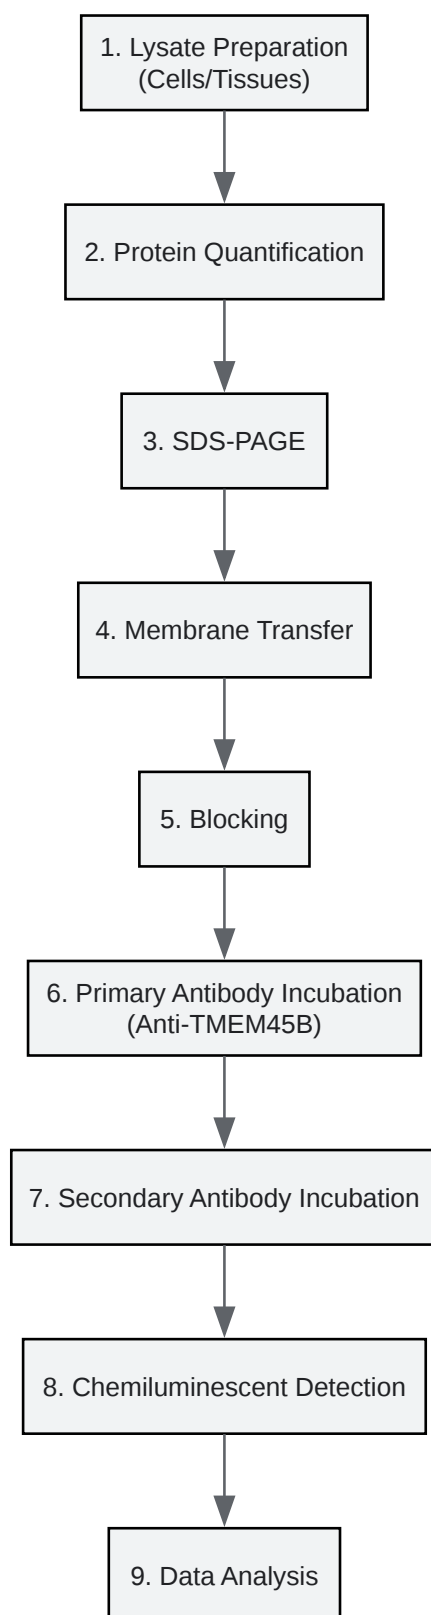 1. Lysate Preparation
(Cells/Tissues)
2. Protein Quantification
3. SDS-PAGE
4. Membrane Transfer
5. Blocking
6. Primary Antibody Incubation
(Anti-TMEM45B)
7. Secondary Antibody Incubation
8. Chemiluminescent Detection
9. Data Analysis